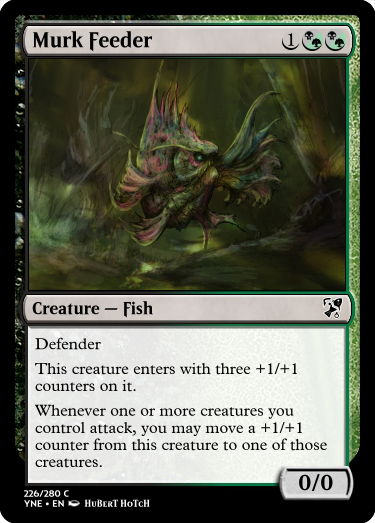 Murk Feeder 1
Creature — Fish
Defender
This creature enters with three +1/+1
counters on it.
Whenever one or more creatures you
control attack, you may move a +1/+1
counter from this creature to one of those
creatures.
0/0
226/280 C
YNE • EN HUBERT HOTCH